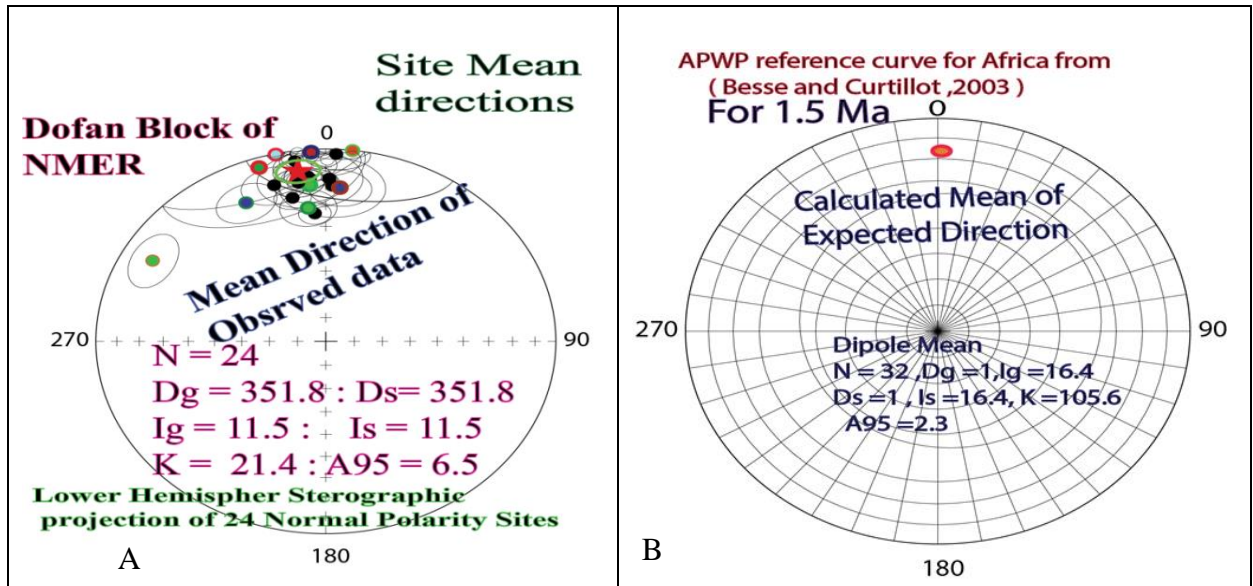 Site Mean
directions
Dofan Block of
NMER
0
Mean Direction of
Obsrved data
270
90
N = 24
Dg = 351.8 : Ds= 351.8
Ig = 11.5 : Is = 11.5
K = 21.4 : A95 = 6.5
Lower Hemispher Sterographic
projection of 24 Normal Polarity Sites
180
A
APWP reference curve for Africa from
( Besse and Curtillot ,2003 )
For 1.5 Ma
O
Calculated Mean of
Expected Direction
270
90
Dipole Mean
N = 32 ,Dg =1,Ig=16.4
Ds=1 , Is =16.4, K=105.6
A95 =2.3
B
180